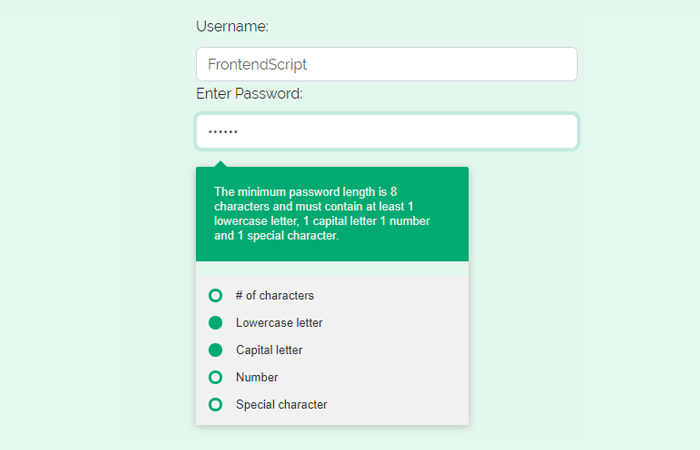 Username:
FrontendScript
Enter Password:
••••••
The minimum password length is 8
characters and must contain at least 1
lowercase letter, 1 capital letter 1 number
and 1 special character.
# of characters
Lowercase letter
Capital letter
Number
Special character